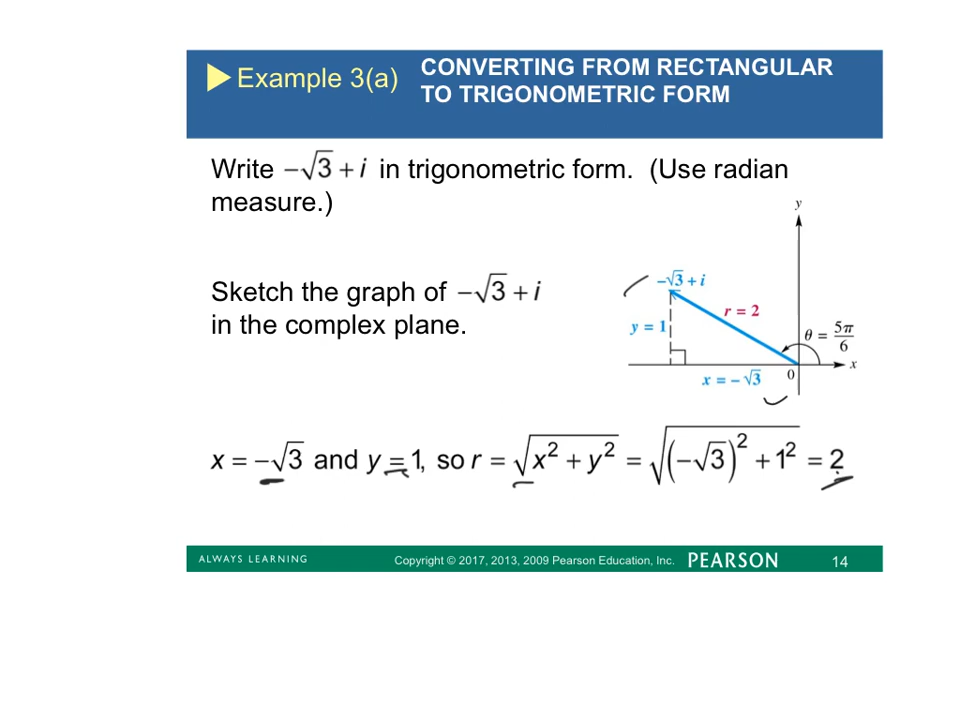 Example 3(a)
CONVERTING FROM RECTANGULAR
TO TRIGONOMETRIC FORM
Write −√3 + i in trigonometric form. (Use radian
measure.)
Sketch the graph of −√3 + i
in the complex plane.
y
−√3 + i
r = 2
y = 1
θ = 5π/6
x
0
x = −√3
x = −√3 and y = 1, so r = √(x² + y²) = √((−√3)² + 1²) = 2
ALWAYS LEARNING
Copyright © 2017, 2013, 2009 Pearson Education, Inc.
PEARSON
14